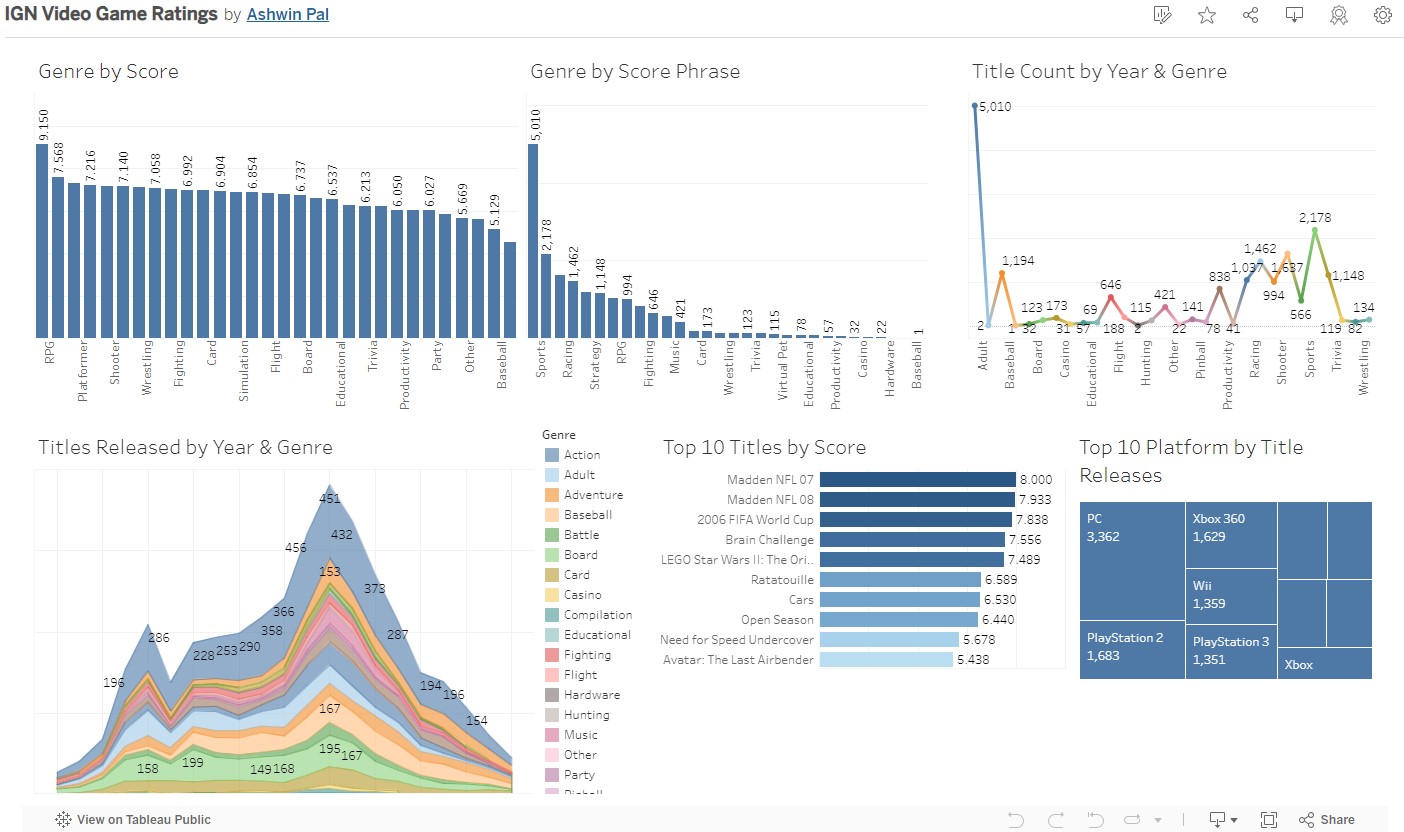 IGN Video Game Ratings by Ashwin Pal
Genre by Score
9.150
7.568
7.216
7.140
7.058
6.992
6.904
6.854
6.737
6.537
6.213
6.050
6.027
5.669
5.129
RPG
Platformer
Shooter
Wrestling
Fighting
Card
Simulation
Flight
Board
Educational
Trivia
Productivity
Party
Other
Baseball
Genre by Score Phrase
5,010
2,178
1,462
1,148
994
646
421
173
123
115
78
57
32
22
1
Sports
Racing
Strategy
RPG
Fighting
Music
Card
Wrestling
Trivia
Virtual Pet
Educational
Productivity
Casino
Hardware
Baseball
Title Count by Year & Genre
5,010
2
1,194
1
32
123
173
31
57
69
646
188
2
115
421
22
141
78
838
41
1,037
1,462
994
1,637
566
2,178
1,148
119
82
134
Adult
Baseball
Board
Casino
Educational
Flight
Hunting
Other
Pinball
Productivity
Racing
Shooter
Sports
Trivia
Wrestling
Titles Released by Year & Genre
196
286
228
253
290
358
366
456
451
432
153
373
287
194
196
154
167
195
167
158
199
149
168
Genre
Action
Adult
Adventure
Baseball
Battle
Board
Card
Casino
Compilation
Educational
Fighting
Flight
Hardware
Hunting
Music
Other
Party
Top 10 Titles by Score
Madden NFL 07 8.000
Madden NFL 08 7.933
2006 FIFA World Cup 7.838
Brain Challenge 7.556
LEGO Star Wars II: The Ori.. 7.489
Ratatouille 6.589
Cars 6.530
Open Season 6.440
Need for Speed Undercover 5.678
Avatar: The Last Airbender 5.438
Top 10 Platform by Title
Releases
PC
3,362
PlayStation 2
1,683
Xbox 360
1,629
Wii
1,359
PlayStation 3
1,351
Xbox
View on Tableau Public
Share